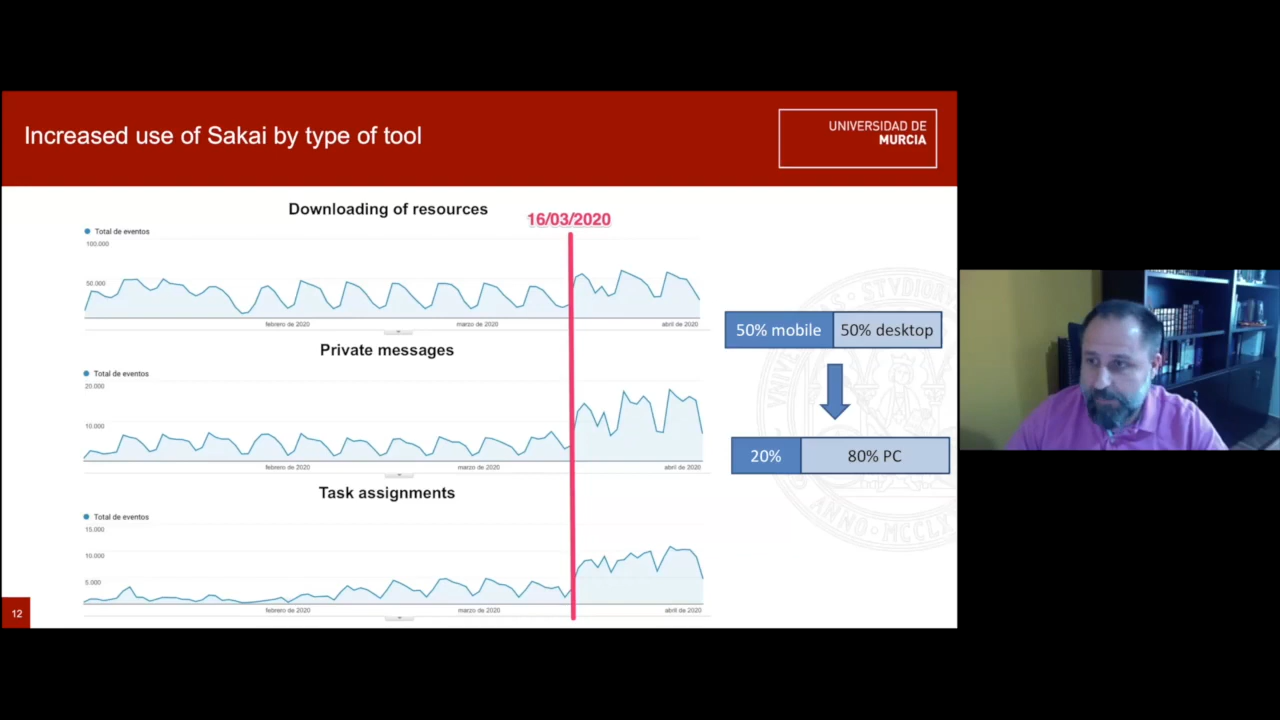 Increased use of Sakai by type of tool
UNIVERSIDAD DE
MURCIA
Downloading of resources
16/03/2020
Total de eventos
100.000
50.000
febrero de 2020
marzo de 2020
abril de 2020
Private messages
Total de eventos
20.000
10.000
febrero de 2020
marzo de 2020
abril de 2020
Task assignments
Total de eventos
15.000
10.000
5.000
febrero de 2020
marzo de 2020
abril de 2020
50% mobile
50% desktop
20%
80% PC
12